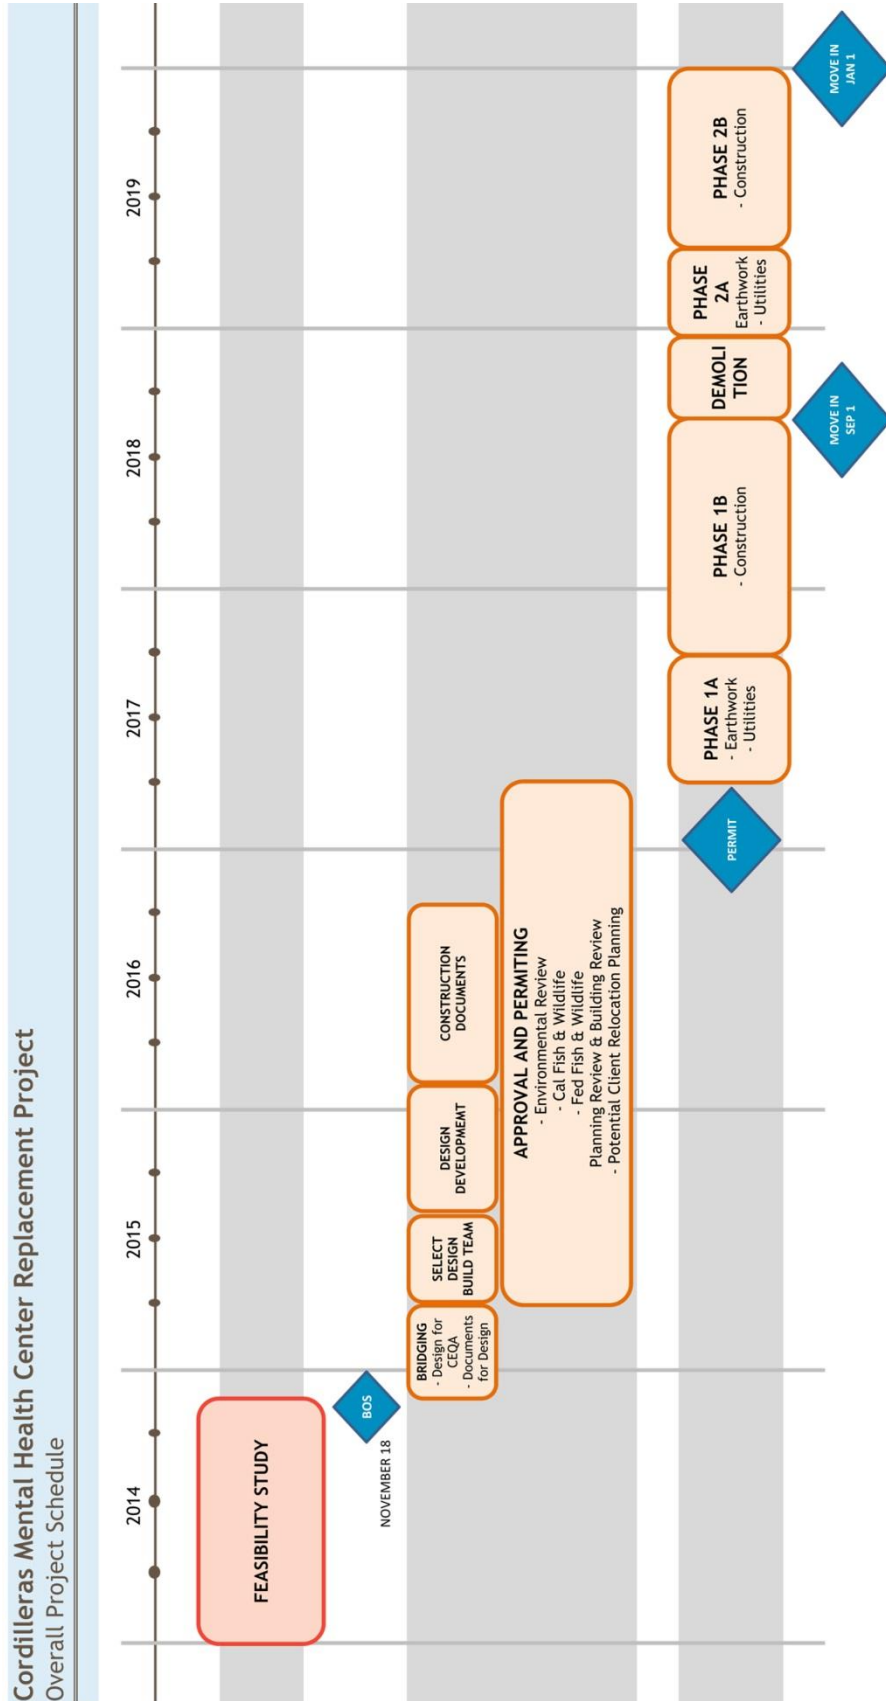 Cordilleras Mental Health Center Replacement Project
Overall Project Schedule
2014
2015
2016
2017
2018
2019
FEASIBILITY STUDY
BOS
NOVEMBER 18
BRIDGING
- Design for
CEQA
- Documents
for Design
SELECT
DESIGN
BUILD TEAM
DESIGN
DEVELOPMEMT
CONSTRUCTION
DOCUMENTS
APPROVAL AND PERMITING
- Environmental Review
- Cal Fish & Wildlife
- Fed Fish & Wildlife
Planning Review & Building Review
- Potential Client Relocation Planning
PERMIT
PHASE 1A
- Earthwork
- Utilities
PHASE 1B
- Construction
DEMOLI
TION
PHASE
2A
Earthwork
- Utilities
PHASE 2B
- Construction
MOVE IN
SEP 1
MOVE IN
JAN 1